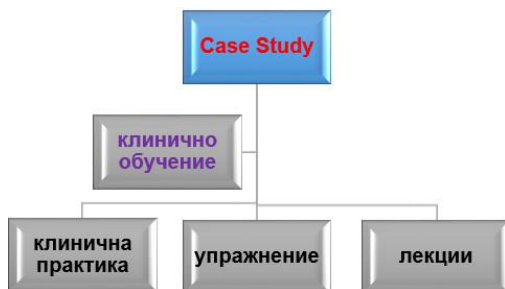 Case Study
клинично
обучение
клинична
практика
упражнение
лекции